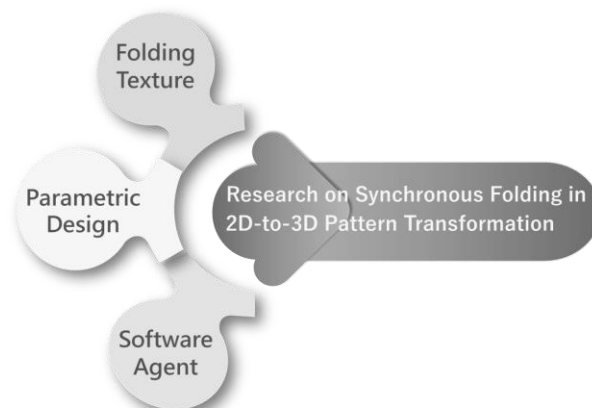 Folding
Texture
Parametric
Design
Software
Agent
Research on Synchronous Folding in
2D-to-3D Pattern Transformation